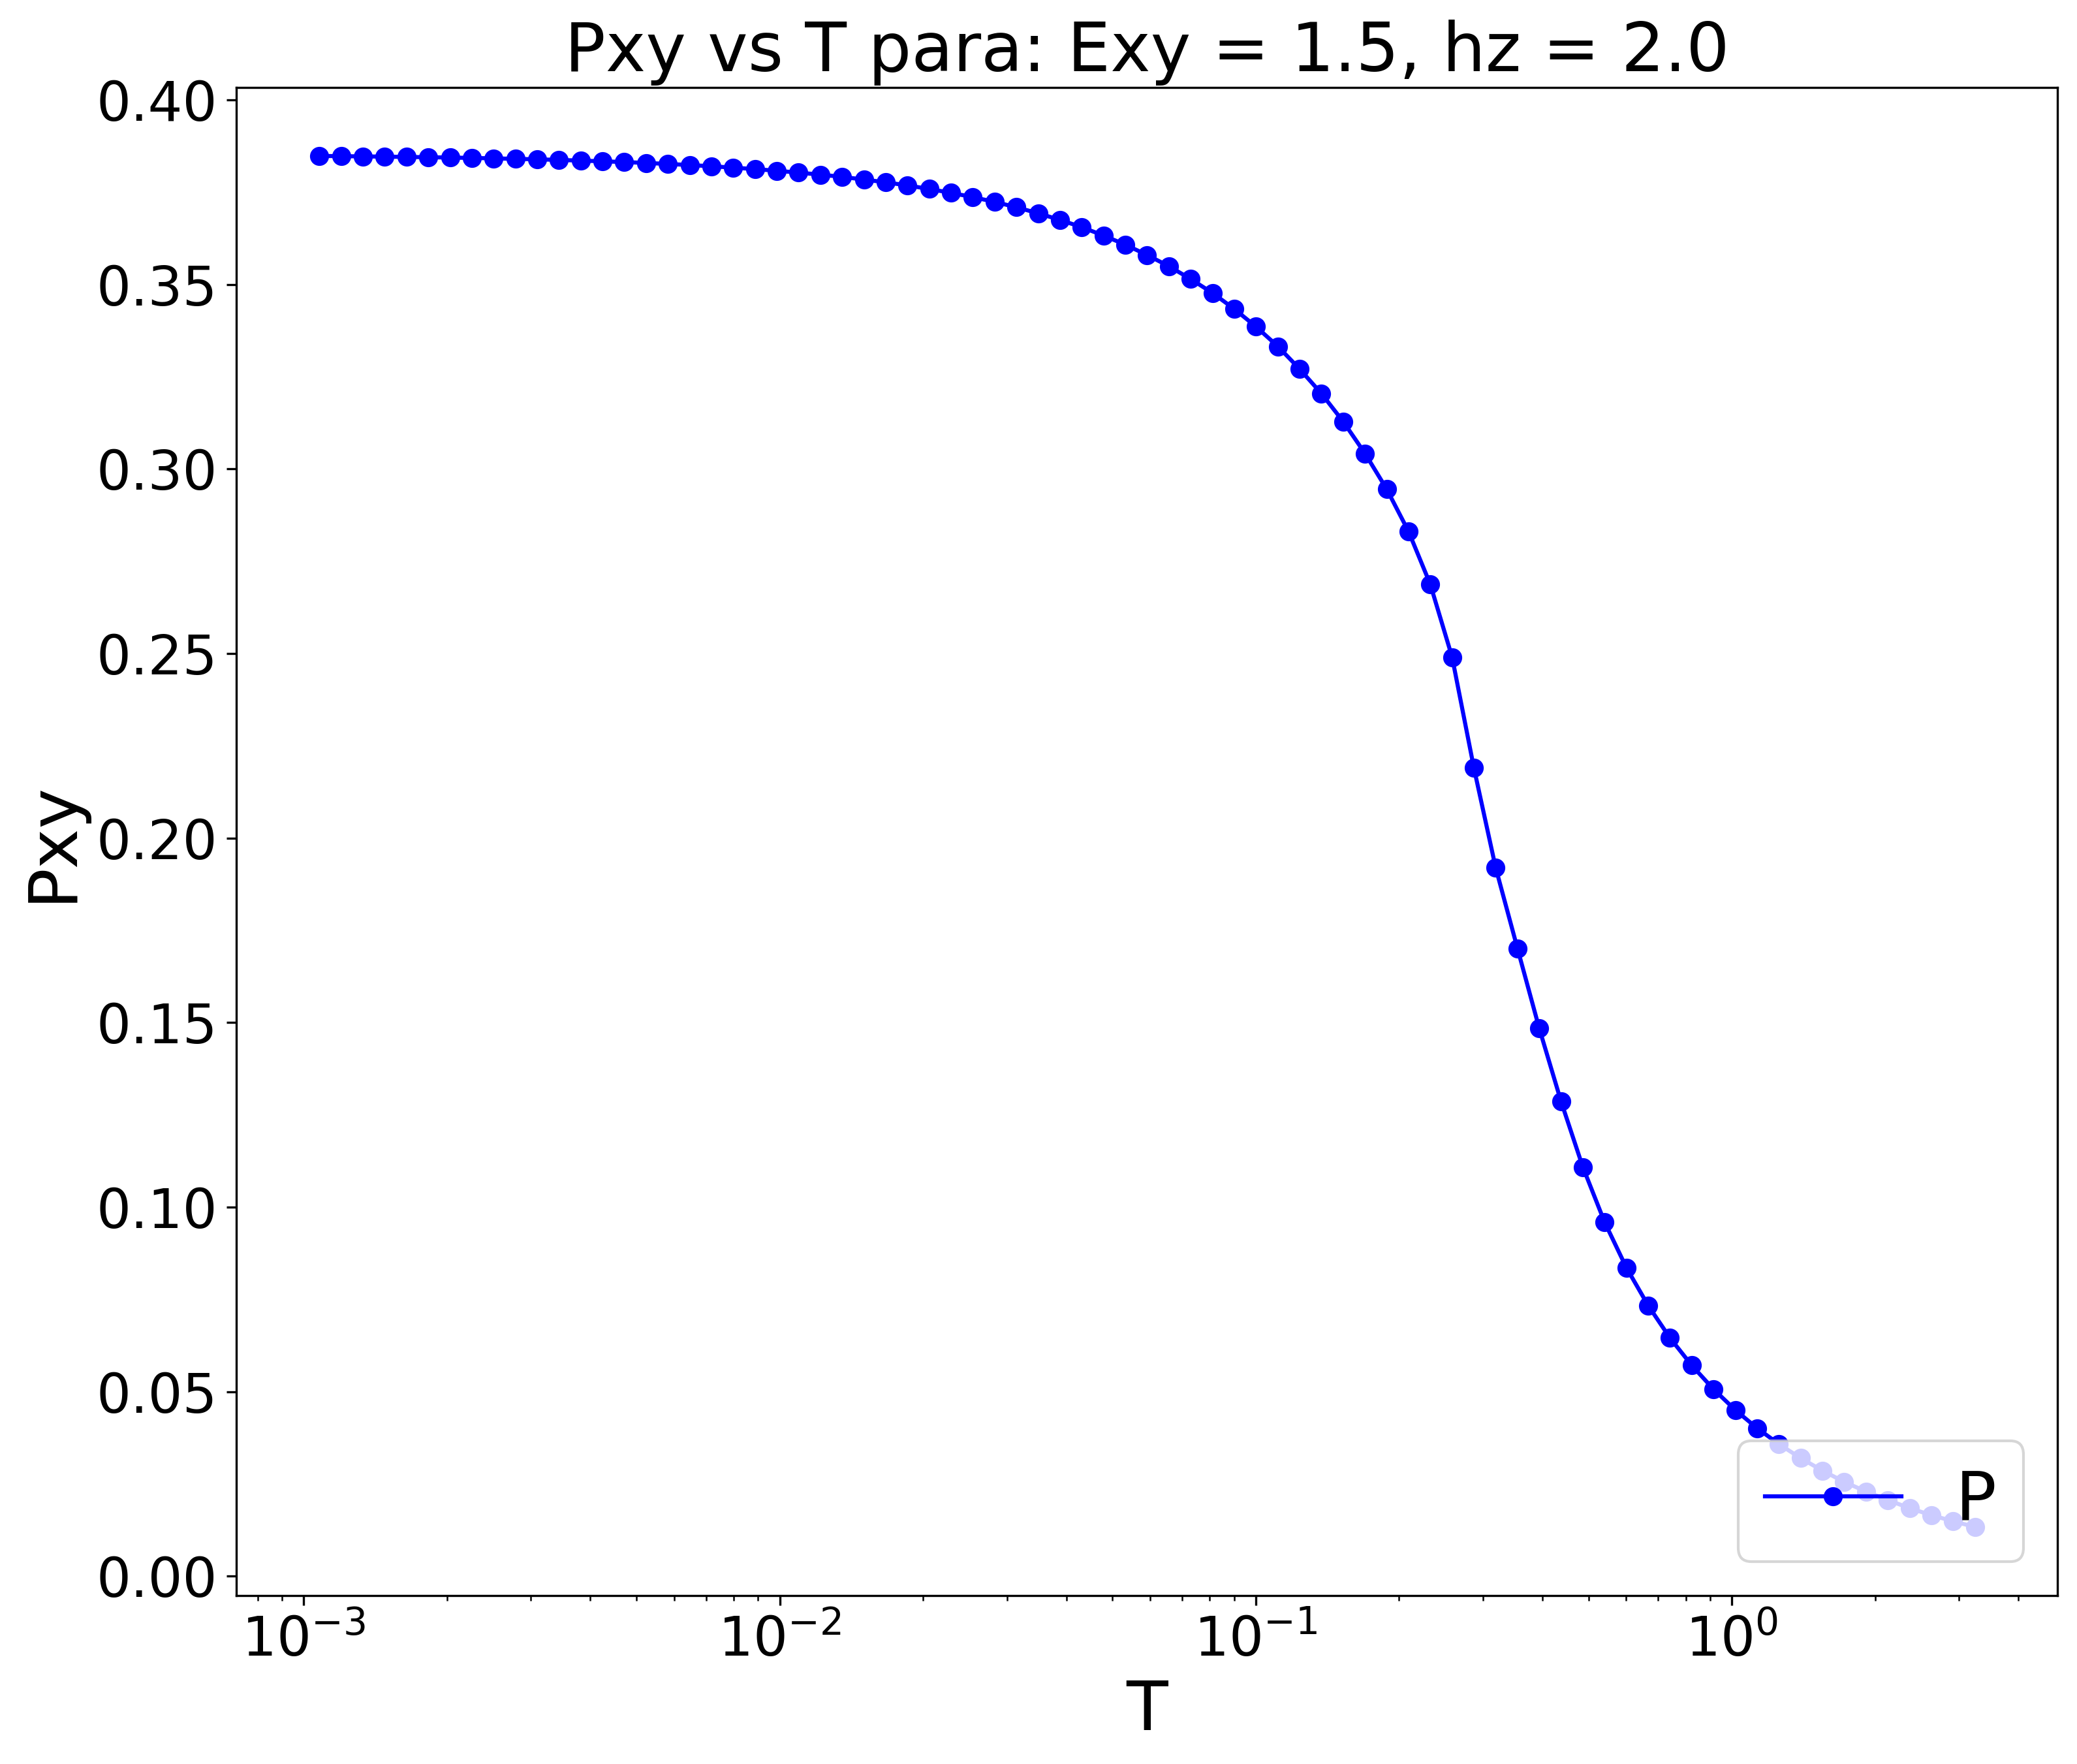 Pxy vs T para: Exy = 1.5, hz = 2.0
0.40
0.35
0.30
0.25
0.20
0.15
0.10
0.05
0.00
Pxy
10⁻³ 10⁻² 10⁻¹ 10⁰
T
P